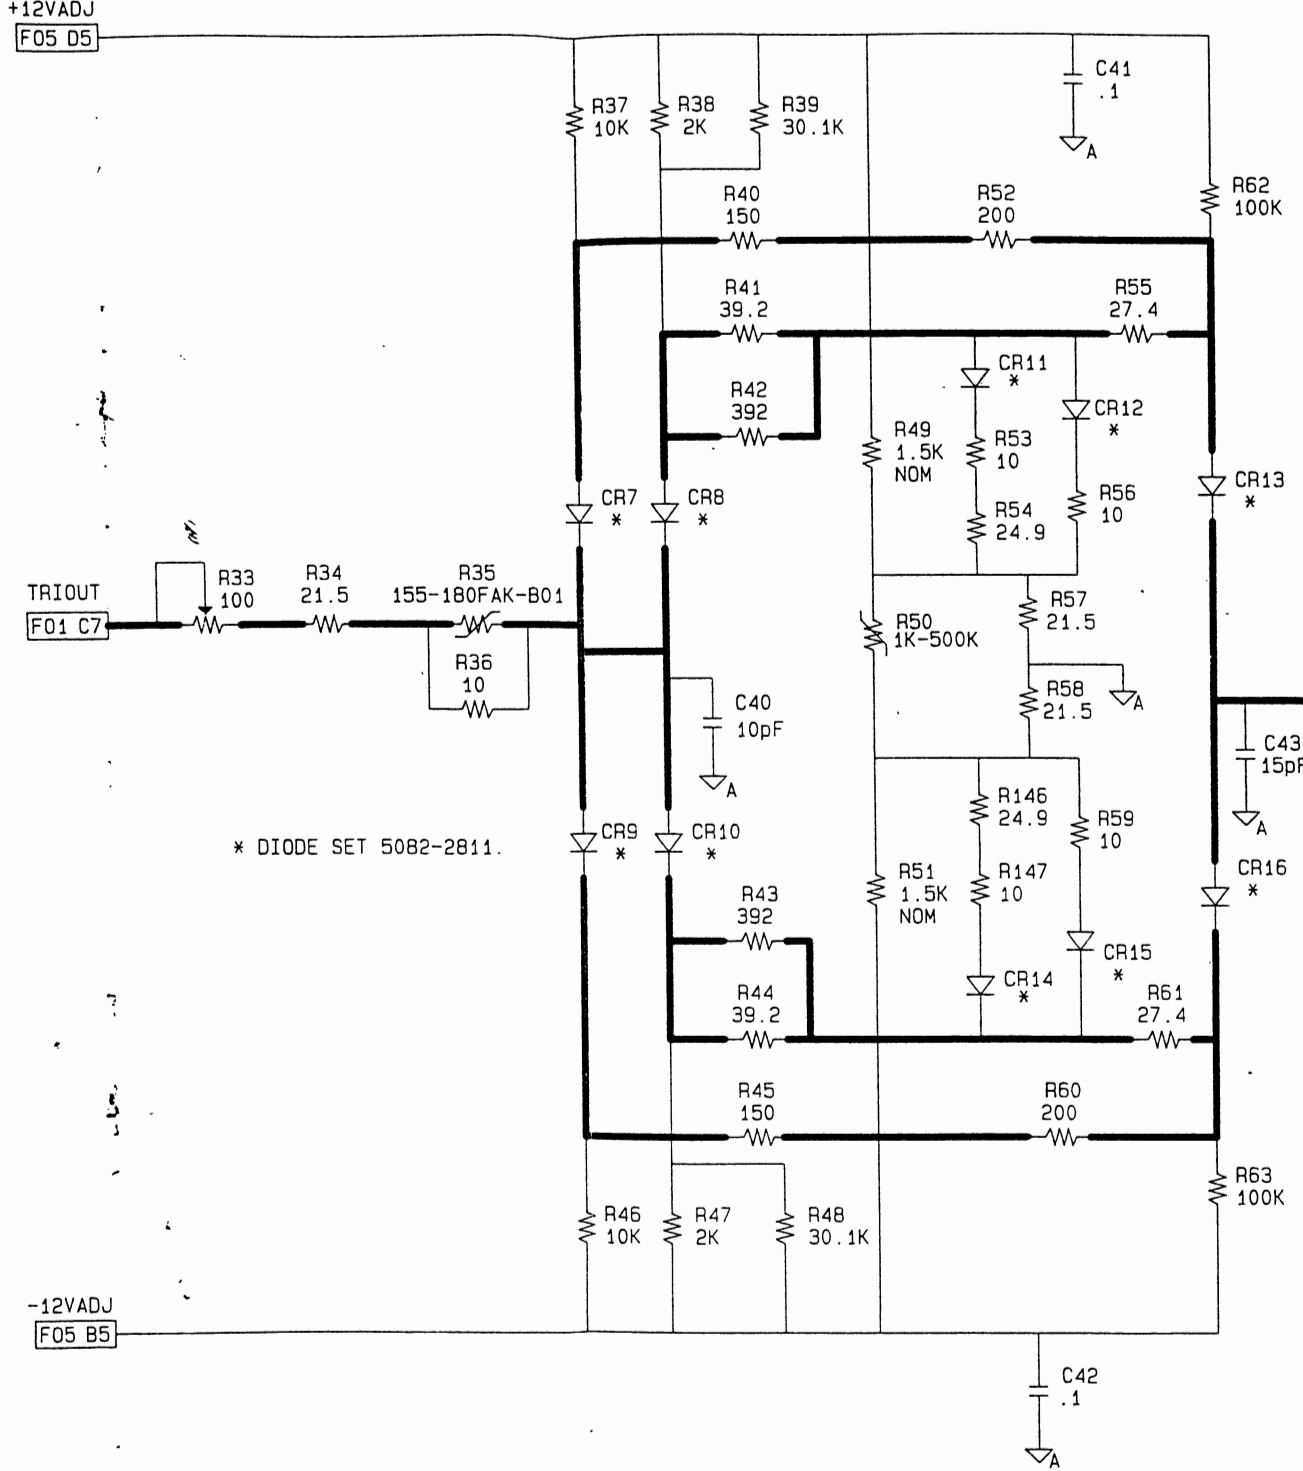 +12VADJ
F05 D5
C41
.1
A
R37
10K
R38
2K
R39
30.1K
R62
100K
R40
150
R52
200
R41
39.2
R55
27.4
CR11
*
R42
392
CR12
*
R49
1.5K
NOM
R53
10
CR13
*
R56
10
CR7
*
CR8
*
R54
24.9
TRIOUT
F01 C7
R33
100
R34
21.5
R35
155-180FAK-B01
R57
21.5
R50
1K-500K
R36
10
R58
21.5
A
C40
10pF
A
C43
15pF
A
R146
24.9
R59
10
* DIODE SET 5082-2811.
CR9
*
CR10
*
R51
1.5K
NOM
R147
10
CR16
*
R43
392
CR15
*
CR14
*
R44
39.2
R61
27.4
R45
150
R60
200
R63
100K
R46
10K
R47
2K
R48
30.1K
-12VADJ
F05 B5
C42
.1
A